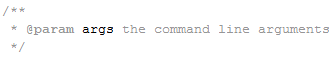 /**
 * @param args the command line arguments
 */